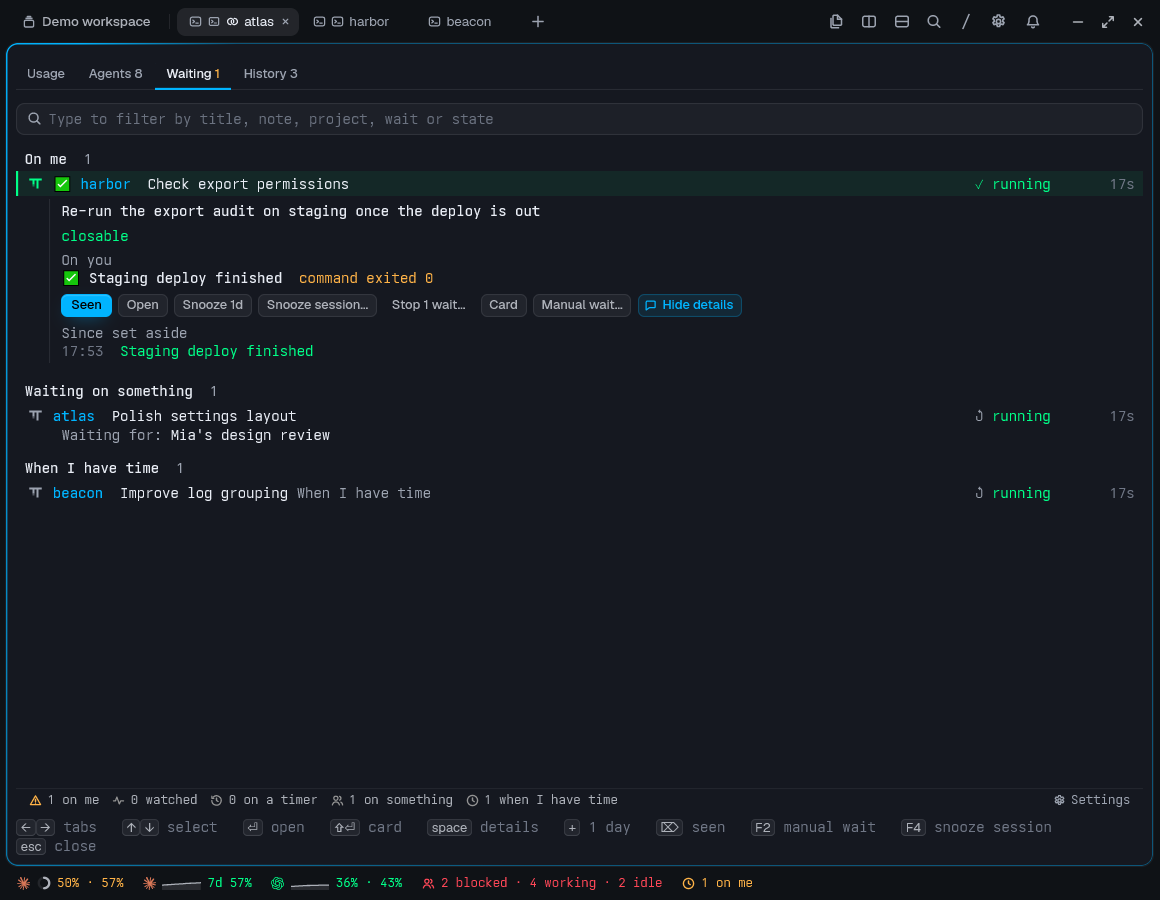 Demo workspace atlas × harbor beacon +
Usage Agents 8 Waiting 1 History 3
Type to filter by title, note, project, wait or state
On me 1
✅ harbor Check export permissions ✓ running 17s
Re-run the export audit on staging once the deploy is out
closable
On you
✅ Staging deploy finished command exited 0
Seen Open Snooze 1d Snooze session… Stop 1 wait… Card Manual wait… Hide details
Since set aside
17:53 Staging deploy finished
Waiting on something 1
atlas Polish settings layout running 17s
Waiting for: Mia's design review
When I have time 1
beacon Improve log grouping When I have time running 17s
1 on me 0 watched 0 on a timer 1 on something 1 when I have time Settings
← → tabs ↑ ↓ select ⏎ open ⇧⏎ card space details + 1 day ⌦ seen F2 manual wait F4 snooze session
esc close
50% · 57% 7d 57% 36% · 43% 2 blocked · 4 working · 2 idle 1 on me